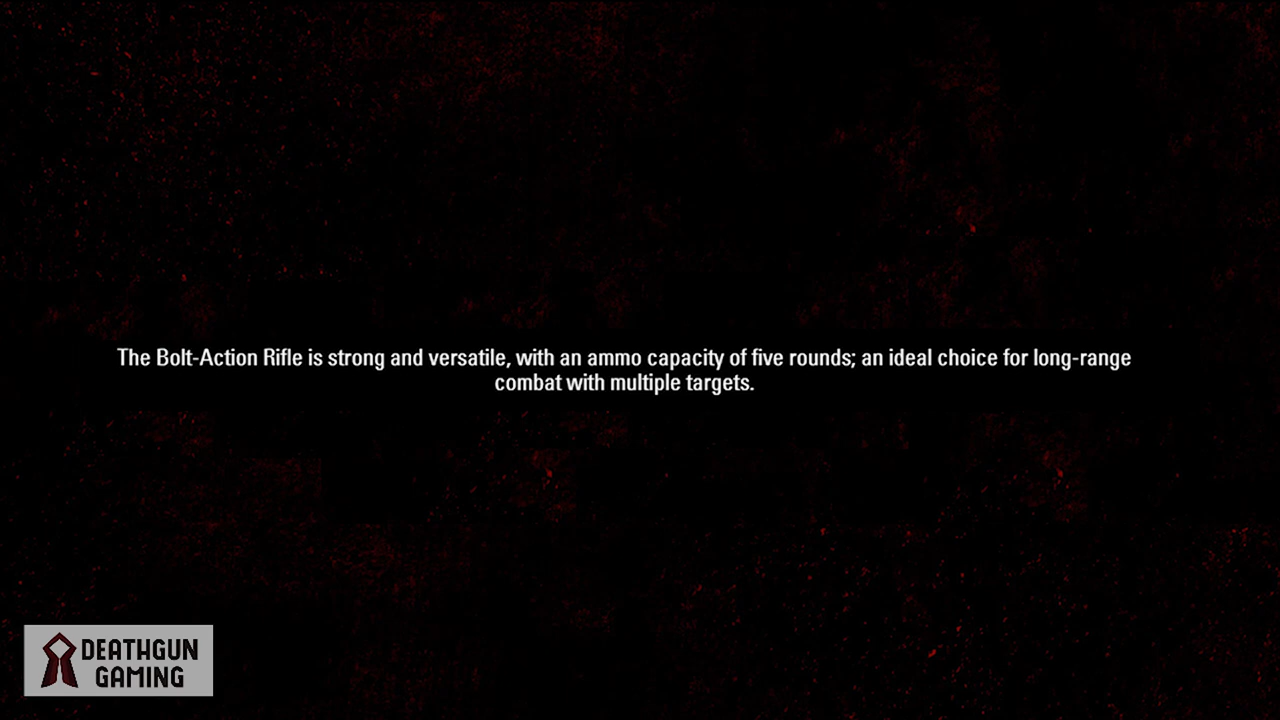 The Bolt-Action Rifle is strong and versatile, with an ammo capacity of five rounds; an ideal choice for long-range
combat with multiple targets.
DEATHGUN
GAMING